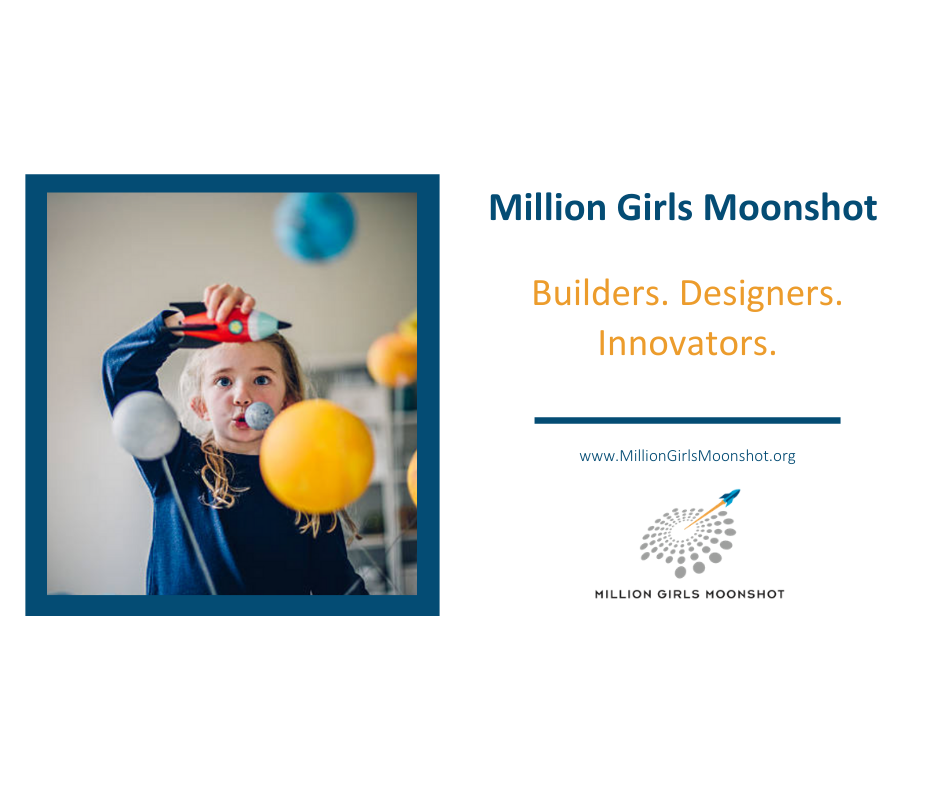 Million Girls Moonshot
Builders. Designers.
Innovators.
www.MillionGirlsMoonshot.org
MILLION GIRLS MOONSHOT